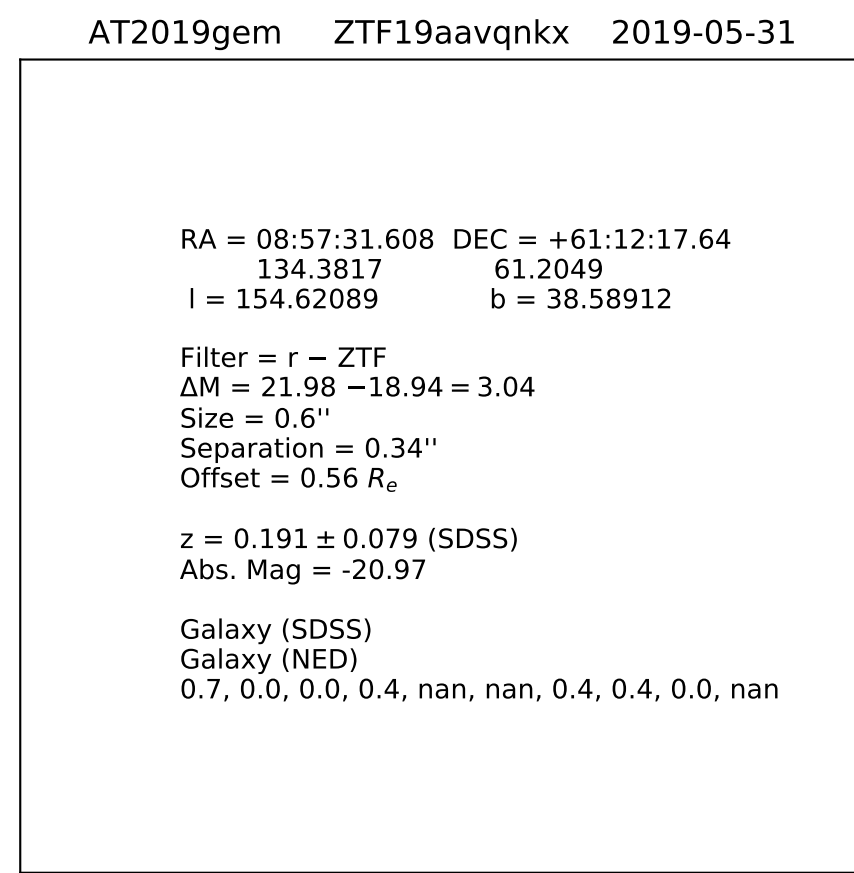 AT2019gem ZTF19aavqnkx 2019-05-31
RA = 08:57:31.608 DEC = +61:12:17.64
134.3817 61.2049
l = 154.62089 b = 38.58912
Filter = r − ZTF
ΔM = 21.98 −18.94 = 3.04
Size = 0.6''
Separation = 0.34''
Offset = 0.56 Re
z = 0.191 ± 0.079 (SDSS)
Abs. Mag = -20.97
Galaxy (SDSS)
Galaxy (NED)
0.7, 0.0, 0.0, 0.4, nan, nan, 0.4, 0.4, 0.0, nan